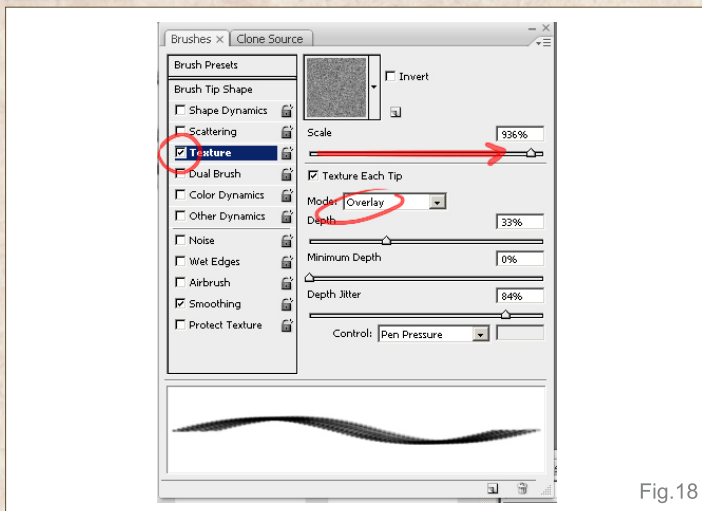 Brushes × Clone Source
Brush Presets
Brush Tip Shape
Shape Dynamics
Scattering
Texture
Dual Brush
Color Dynamics
Other Dynamics
Noise
Wet Edges
Airbrush
Smoothing
Protect Texture
Invert
Scale 936%
Texture Each Tip
Mode: Overlay
Depth 33%
Minimum Depth 0%
Depth Jitter 84%
Control: Pen Pressure
Fig.18